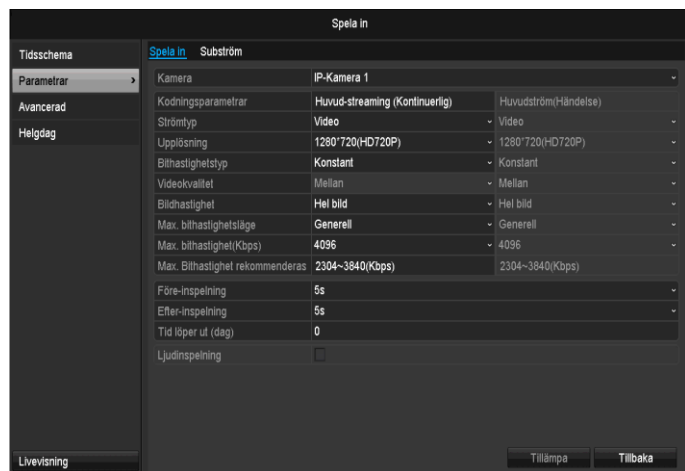 Spela in
Tidsschema
Parametrar
Avancerad
Helgdag
Livevisning
Spela in Subström
Kamera IP-Kamera 1
Kodningsparametrar Huvud-streaming (Kontinuerlig) Huvudström(Händelse)
Strömtyp Video Video
Upplösning 1280*720(HD720P) 1280*720(HD720P)
Bithastighetstyp Konstant Konstant
Videokvalitet Mellan Mellan
Bildhastighet Hel bild Hel bild
Max. bithastighetsläge Generell Generell
Max. bithastighet(Kbps) 4096 4096
Max. Bithastighet rekommenderas 2304~3840(Kbps) 2304~3840(Kbps)
Före-inspelning 5s
Efter-inspelning 5s
Tid löper ut (dag) 0
Ljudinspelning
Tillämpa Tillbaka